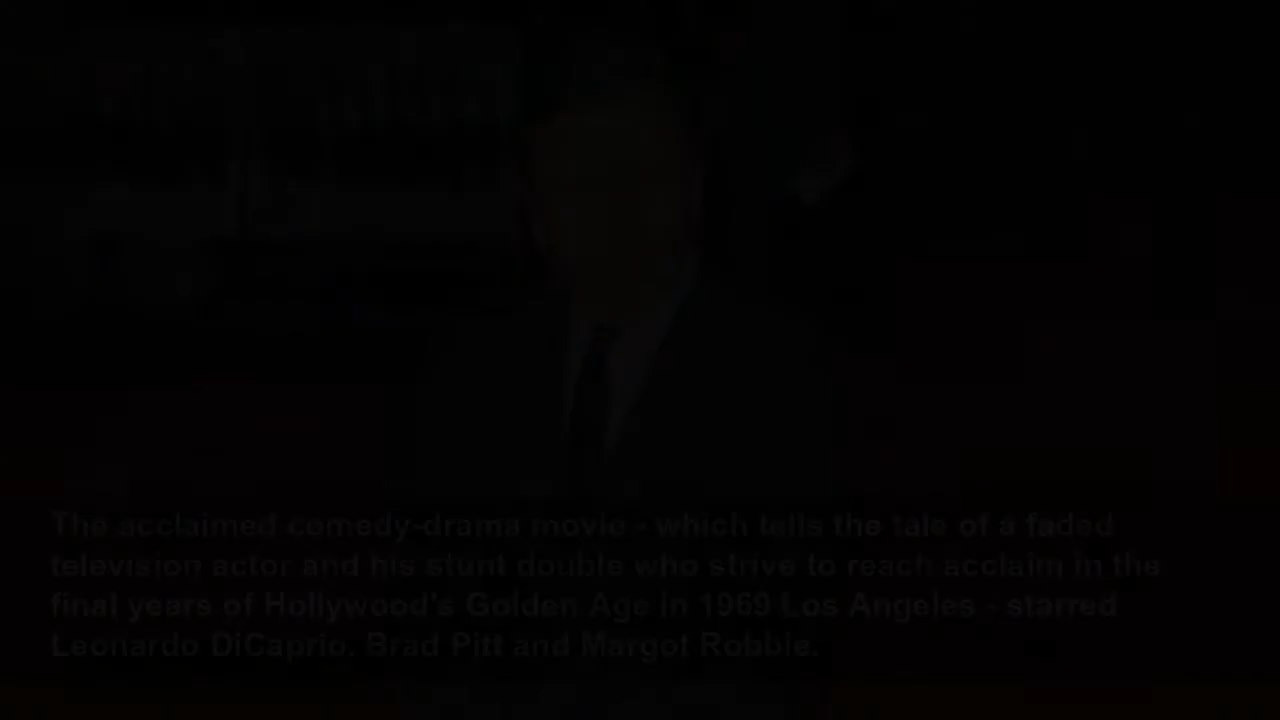 The acclaimed comedy-drama movie - which tells the tale of a faded
television actor and his stunt double who strive to reach acclaim in the
final years of Hollywood's Golden Age in 1969 Los Angeles - starred
Leonardo DiCaprio, Brad Pitt and Margot Robbie.